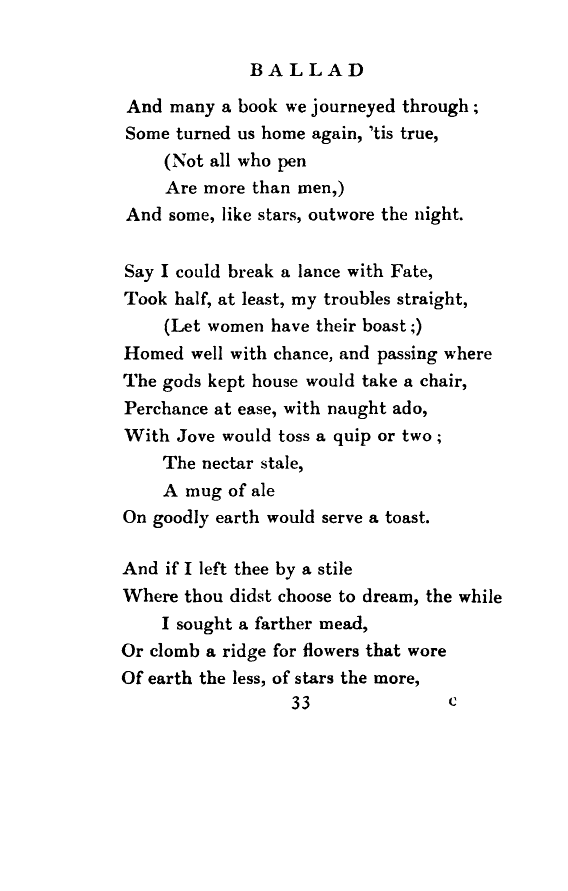 BALLAD
And many a book we journeyed through ;
Some turned us home again, ’tis true,
(Not all who pen
Are more than men,)
And some, like stars, outwore the night.
Say I could break a lance with Fate,
Took half, at least, my troubles straight,
(Let women have their boast ;)
Homed well with chance, and passing where
The gods kept house would take a chair,
Perchance at ease, with naught ado,
With Jove would toss a quip or two ;
The nectar stale,
A mug of ale
On goodly earth would serve a toast.
And if I left thee by a stile
Where thou didst choose to dream, the while
I sought a farther mead,
Or clomb a ridge for flowers that wore
Of earth the less, of stars the more,
33 c